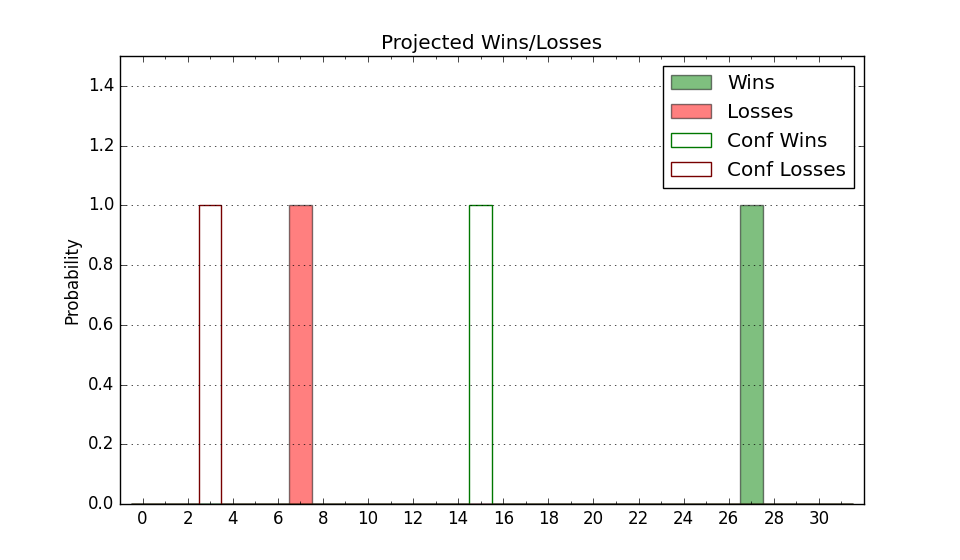 Projected Wins/Losses
1.4
1.2
1.0
0.8
0.6
0.4
0.2
0.0
Probability
Wins
Losses
Conf Wins
Conf Losses
0 2 4 6 8 10 12 14 16 18 20 22 24 26 28 30